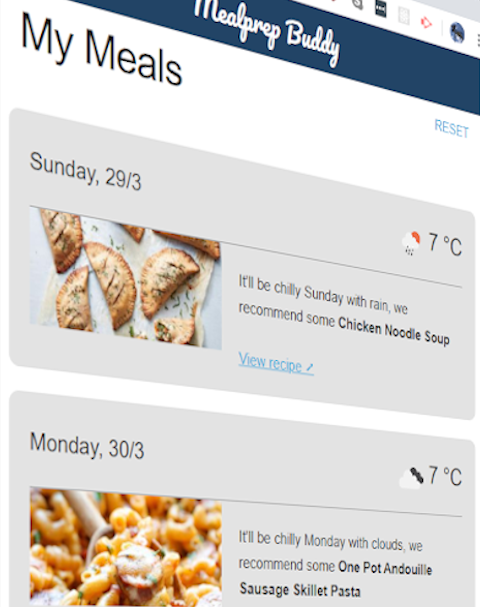 Mealprep Buddy
My Meals
RESET
Sunday, 29/3
7 °C
It'll be chilly Sunday with rain, we
recommend some Chicken Noodle Soup
View recipe
Monday, 30/3
7 °C
It'll be chilly Monday with clouds, we
recommend some One Pot Andouille
Sausage Skillet Pasta